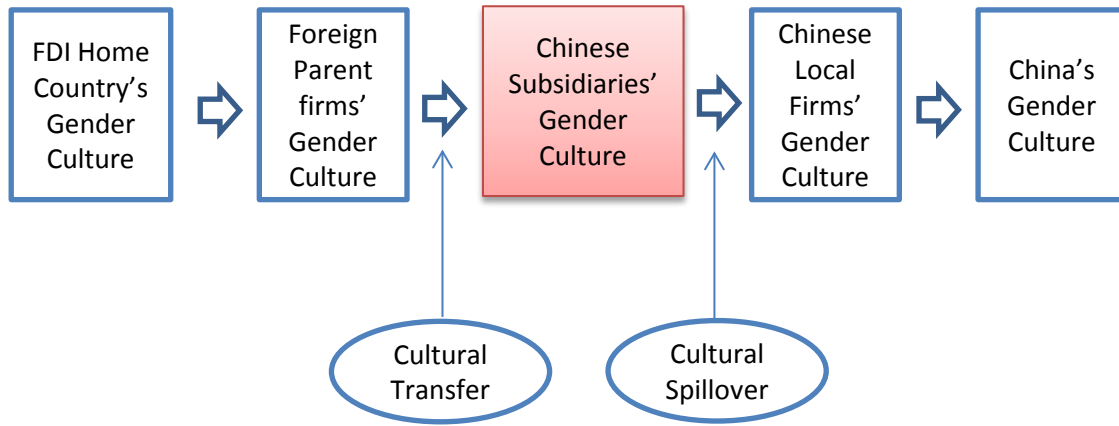 FDI Home
Country's
Gender
Culture
Foreign
Parent
firms'
Gender
Culture
Chinese
Subsidiaries'
Gender
Culture
Chinese
Local
Firms'
Gender
Culture
China's
Gender
Culture
Cultural
Transfer
Cultural
Spillover